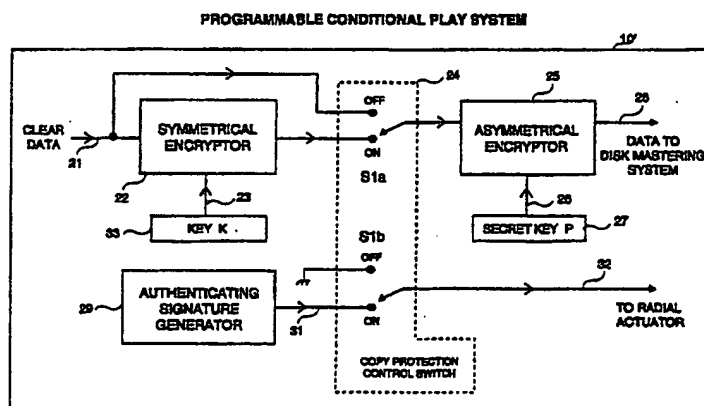 PROGRAMMABLE CONDITIONAL PLAY SYSTEM
10'
24
25
OFF
CLEAR
DATA
21
SYMMETRICAL
ENCRYPTOR
ON
ASYMMETRICAL
ENCRYPTOR
28
DATA TO
DISK MASTERING
SYSTEM
22
23
S1a
26
33
KEY K
SECRET KEY P
27
S1b
OFF
29
AUTHENTICATING
SIGNATURE
GENERATOR
31
ON
32
TO RADIAL
ACTUATOR
COPY PROTECTION
CONTROL SWITCH